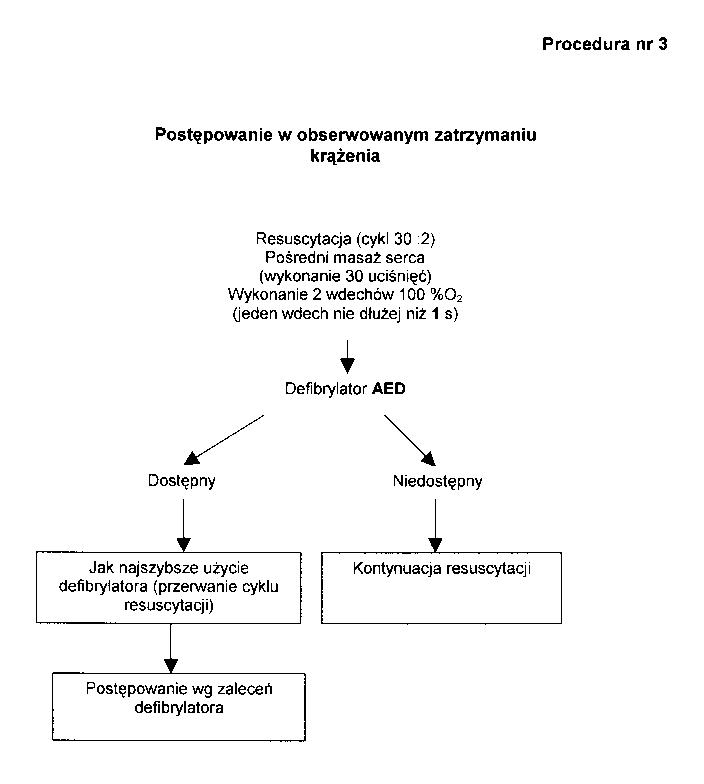 Procedura nr 3
Postępowanie w obserwowanym zatrzymaniu
krążenia
Resuscytacja (cykl 30 :2)
Pośredni masaż serca
(wykonanie 30 uciśnięć)
Wykonanie 2 wdechów 100 %O₂
(jeden wdech nie dłużej niż 1 s)
Defibrylator AED
Dostępny
Niedostępny
Jak najszybsze użycie
defibrylatora (przerwanie cyklu
resuscytacji)
Kontynuacja resuscytacji
Postępowanie wg zaleceń
defibrylatora